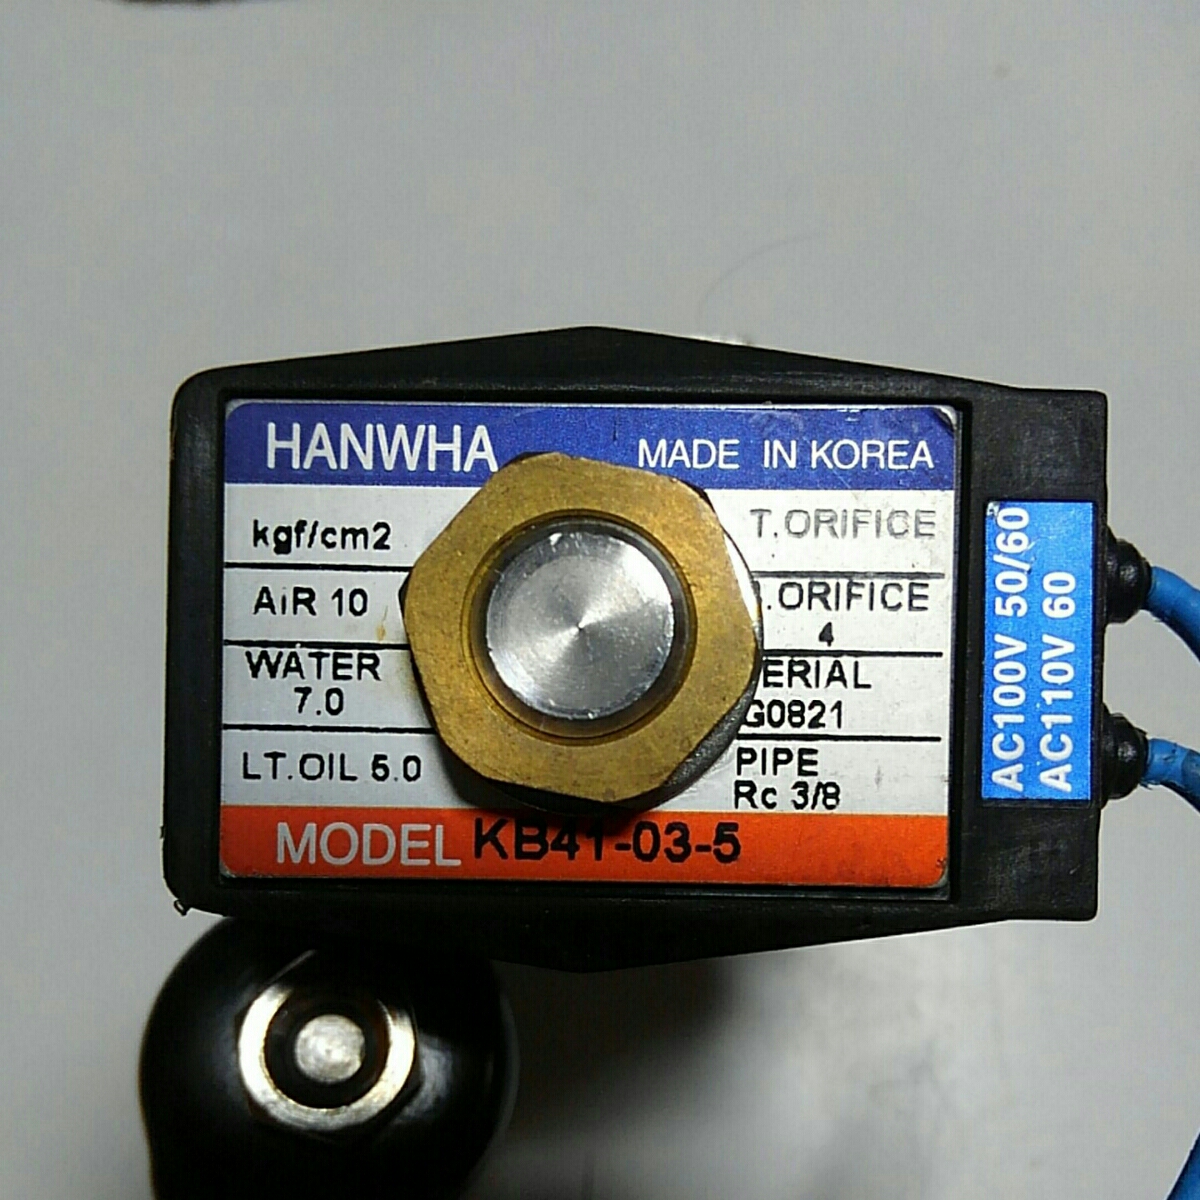 HANWHA MADE IN KOREA
kgf/cm2
AiR 10
WATER
7.0
LT.OIL 5.0
T.ORIFICE
.ORIFICE
4
ERIAL
G0821
PIPE
Rc 3/8
MODEL KB41-03-5
AC100V 50/60
AC110V 60